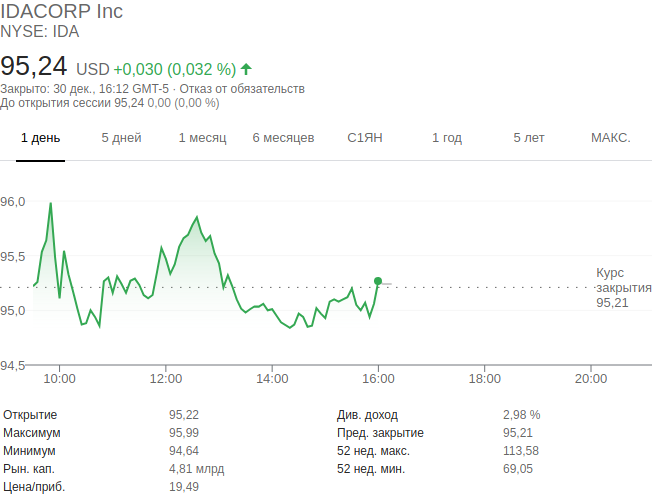 IDACORP Inc
NYSE: IDA
95,24 USD +0,030 (0,032 %)
Закрыто: 30 дек., 16:12 GMT-5 · Отказ от обязательств
До открытия сессии 95,24 0,00 (0,00 %)
1 день 5 дней 1 месяц 6 месяцев С1ЯН 1 год 5 лет МАКС.
96,0
95,5
95,0
94,5
Курс
закрытия
95,21
10:00 12:00 14:00 16:00 18:00 20:00
Открытие 95,22 Див. доход 2,98 %
Максимум 95,99 Пред. закрытие 95,21
Минимум 94,64 52 нед. макс. 113,58
Рын. кап. 4,81 млрд 52 нед. мин. 69,05
Цена/приб. 19,49